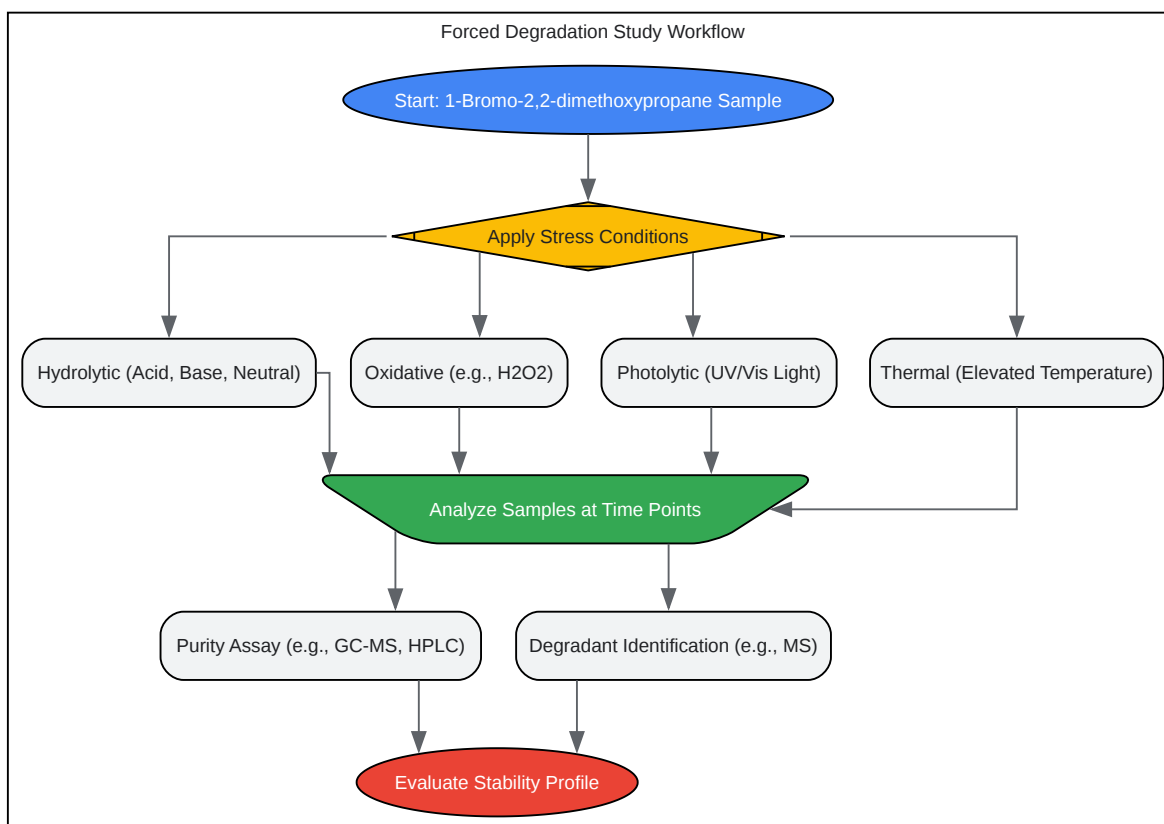 Forced Degradation Study Workflow
Start: 1-Bromo-2,2-dimethoxypropane Sample
Apply Stress Conditions
Hydrolytic (Acid, Base, Neutral)
Oxidative (e.g., H2O2)
Photolytic (UV/Vis Light)
Thermal (Elevated Temperature)
Analyze Samples at Time Points
Purity Assay (e.g., GC-MS, HPLC)
Degradant Identification (e.g., MS)
Evaluate Stability Profile